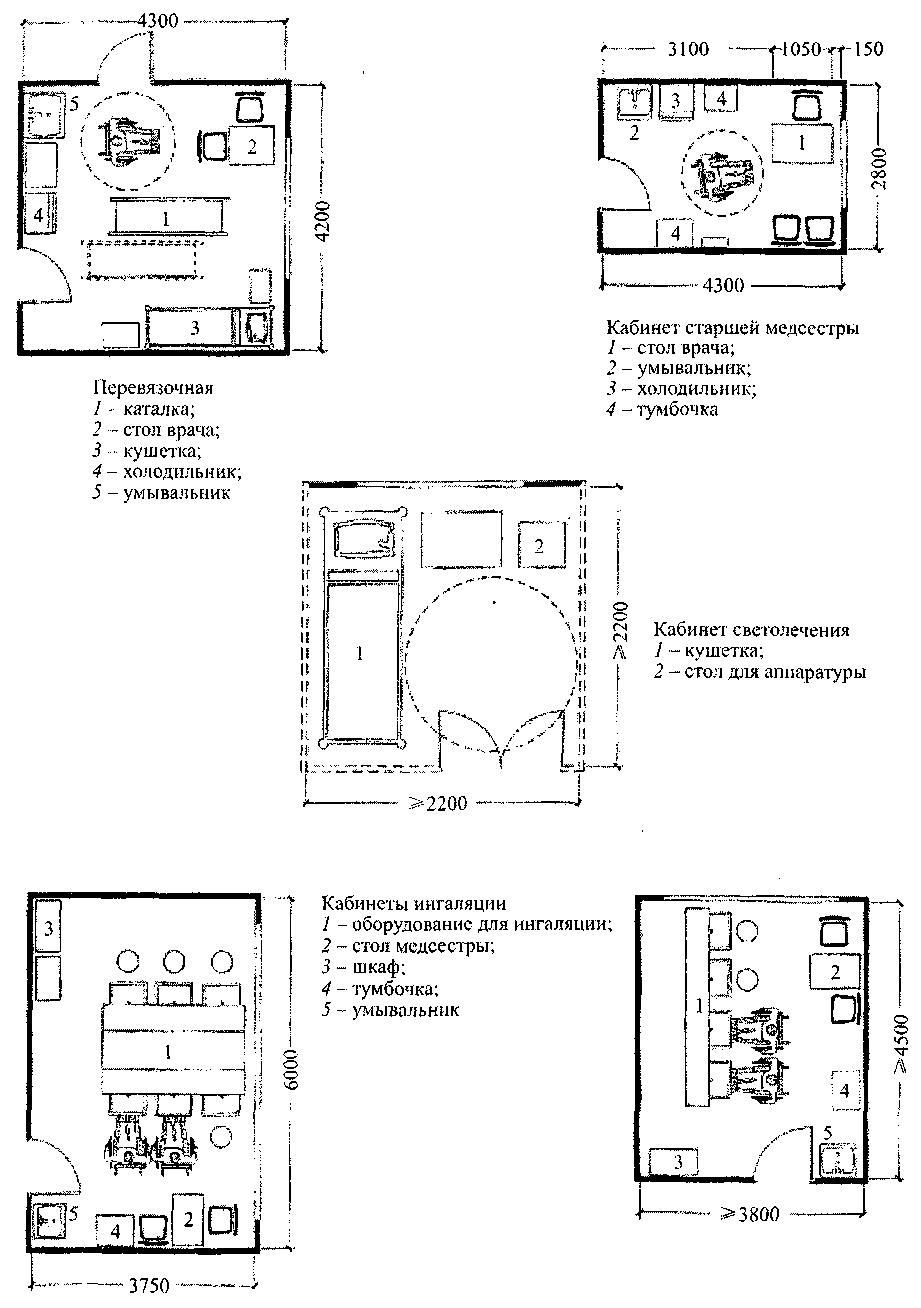 4300
3100
1050
150
5
2
4
1
3
4200
2
3
4
1
4
2800
4300
Перевязочная
1 - каталка;
2 – стол врача;
3 – кушетка;
4 – холодильник;
5 – умывальник
Кабинет старшей медсестры
1 – стол врача;
2 – умывальник;
3 – холодильник;
4 – тумбочка
2
1
⩾2200
⩾2200
Кабинет светолечения
1 – кушетка;
2 – стол для аппаратуры
3
1
5
4
2
6000
3750
Кабинеты ингаляции
1 – оборудование для ингаляции;
2 – стол медсестры;
3 – шкаф;
4 – тумбочка;
5 – умывальник
2
1
4
5
3
⩾4500
⩾3800